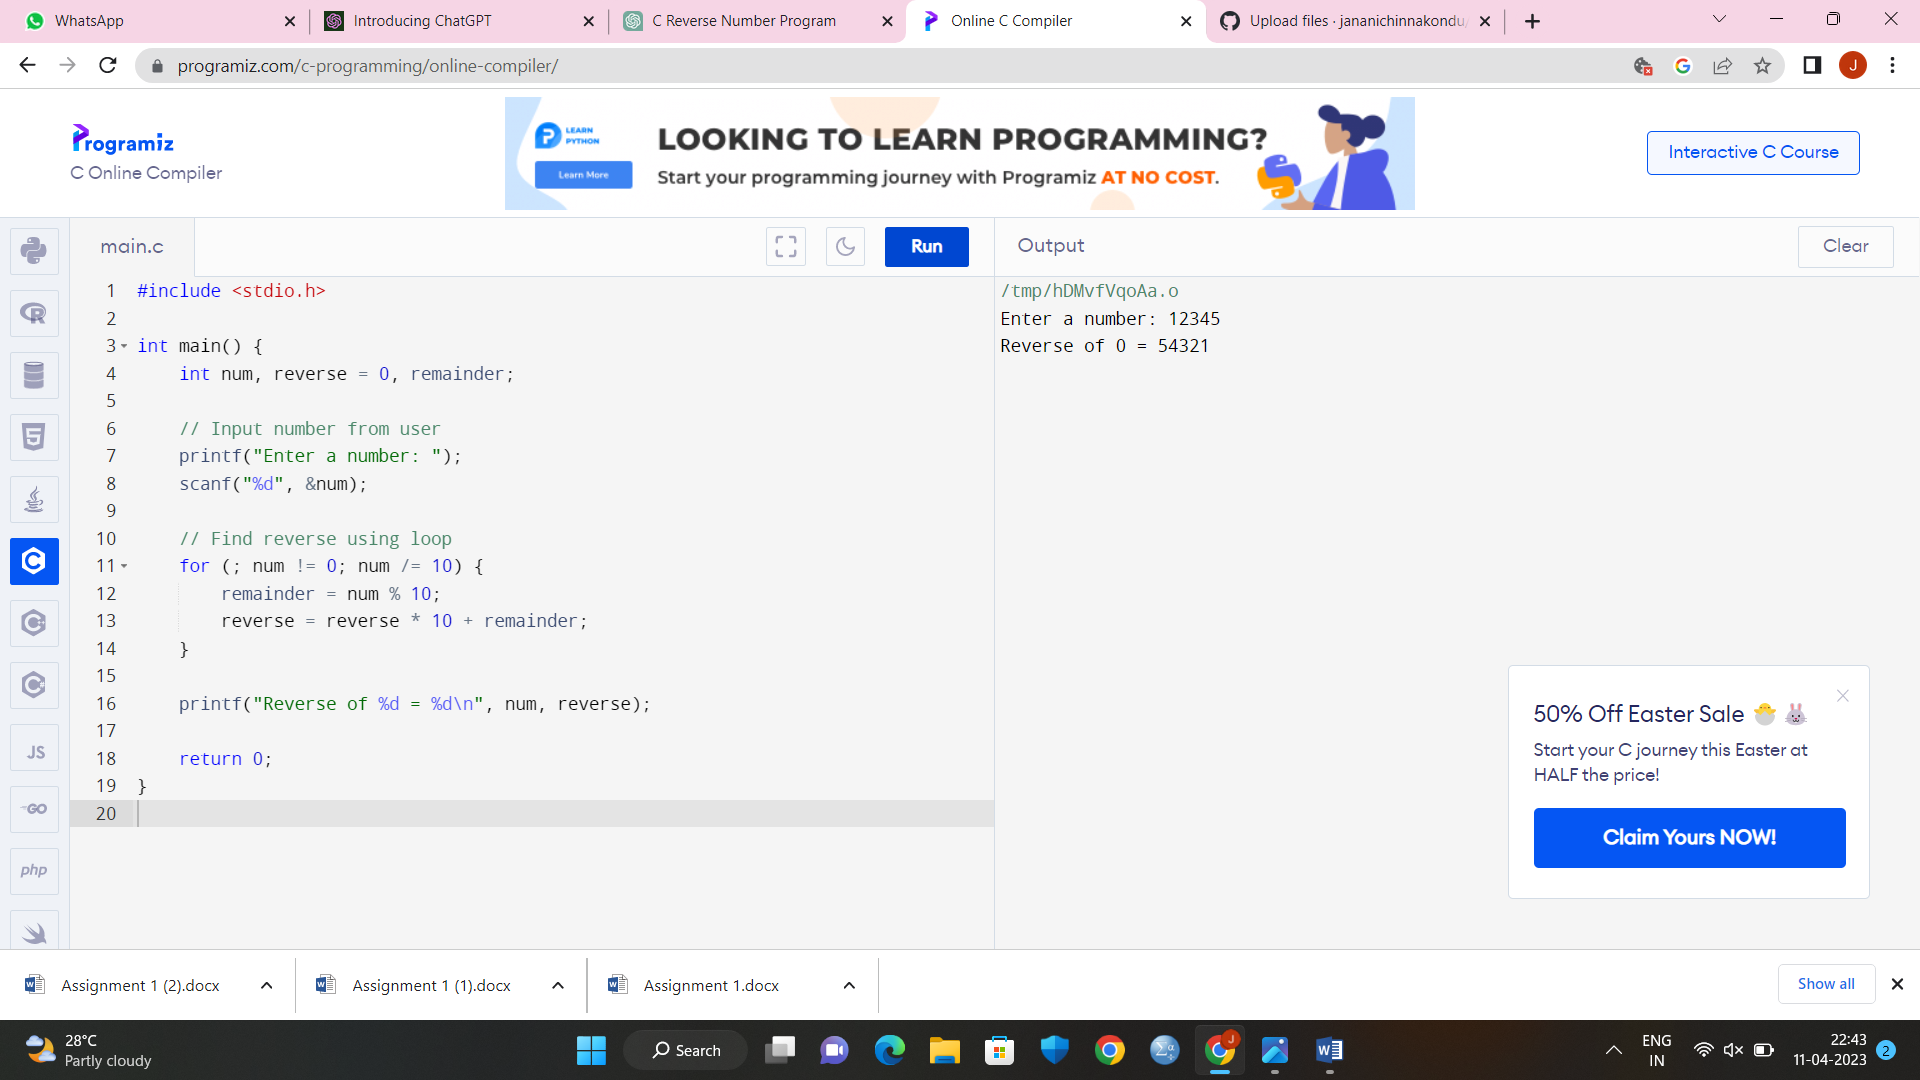 WhatsApp
Introducing ChatGPT
C Reverse Number Program
Online C Compiler
Upload files · jananichinnakondu
programiz.com/c-programming/online-compiler/
J
Programiz
C Online Compiler
LEARN PYTHON
Learn More
LOOKING TO LEARN PROGRAMMING?
Start your programming journey with Programiz AT NO COST.
Interactive C Course
main.c
Run
Output
Clear
1 #include <stdio.h>
2
3 int main() {
4 int num, reverse = 0, remainder;
5
6 // Input number from user
7 printf("Enter a number: ");
8 scanf("%d", &num);
9
10 // Find reverse using loop
11 for (; num != 0; num /= 10) {
12 remainder = num % 10;
13 reverse = reverse * 10 + remainder;
14 }
15
16 printf("Reverse of %d = %d\n", num, reverse);
17
18 return 0;
19 }
20
/tmp/hDMvfVqoAa.o
Enter a number: 12345
Reverse of 0 = 54321
JS
GO
php
50% Off Easter Sale
Start your C journey this Easter at
HALF the price!
Claim Yours NOW!
Assignment 1 (2).docx
Assignment 1 (1).docx
Assignment 1.docx
Show all
28°C
Partly cloudy
Search
ENG
IN
22:43
11-04-2023
2